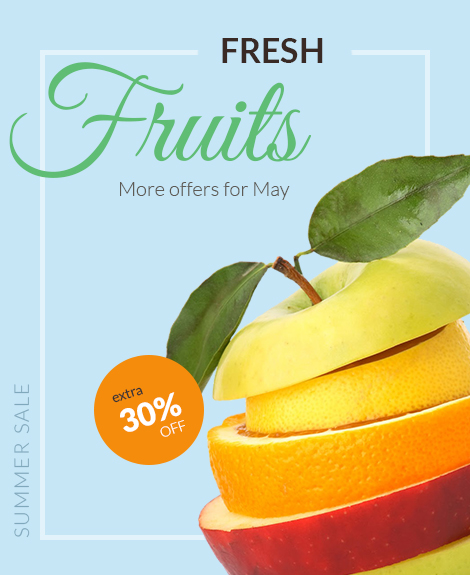 FRESH
Fruits
More offers for May
extra
30%
OFF
SUMMER SALE